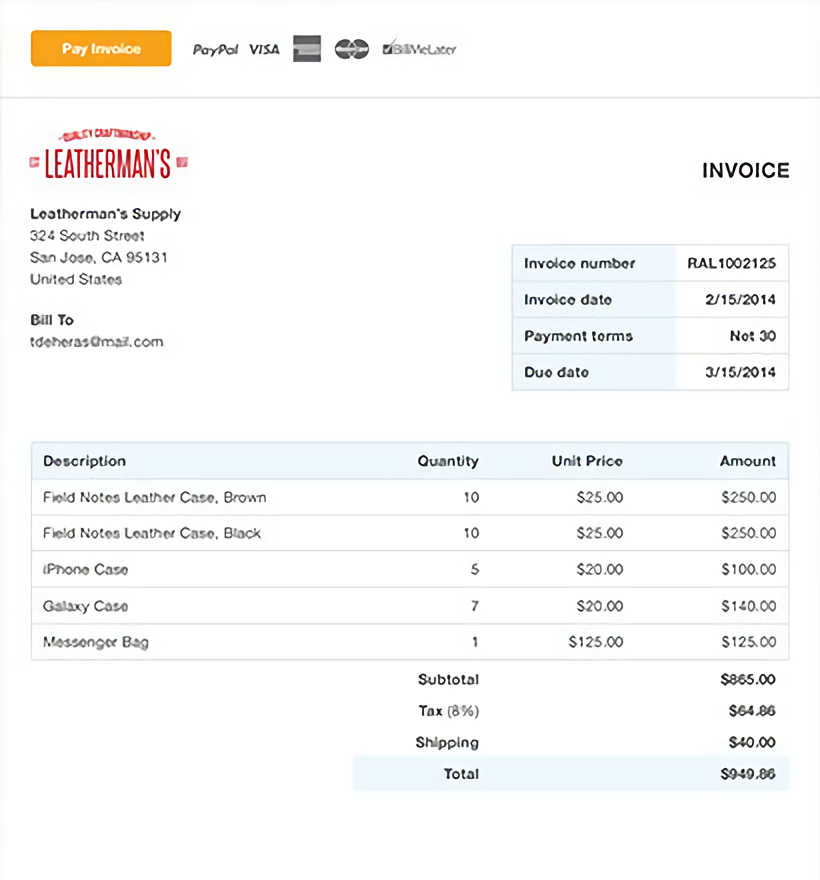 Pay Invoice
PayPal VISA BillMeLater
QUALITY CRAFTMANSHIP
LEATHERMAN'S
INVOICE
Leatherman's Supply
324 South Street
San Jose, CA 95131
United States
Bill To
tdeheras@mail.com
Invoice number RAL1002125
Invoice date 2/15/2014
Payment terms Net 30
Due date 3/15/2014
Description Quantity Unit Price Amount
Field Notes Leather Case, Brown 10 $25.00 $250.00
Field Notes Leather Case, Black 10 $25.00 $250.00
iPhone Case 5 $20.00 $100.00
Galaxy Case 7 $20.00 $140.00
Messenger Bag 1 $125.00 $125.00
Subtotal $865.00
Tax (8%) $64.86
Shipping $40.00
Total $949.86